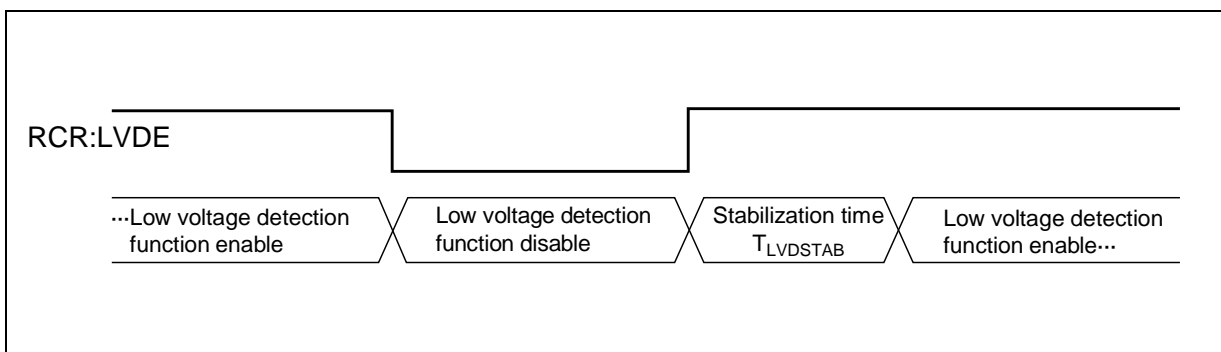 RCR:LVDE
···Low voltage detection
function enable
Low voltage detection
function disable
Stabilization time
TLVDSTAB
Low voltage detection
function enable···